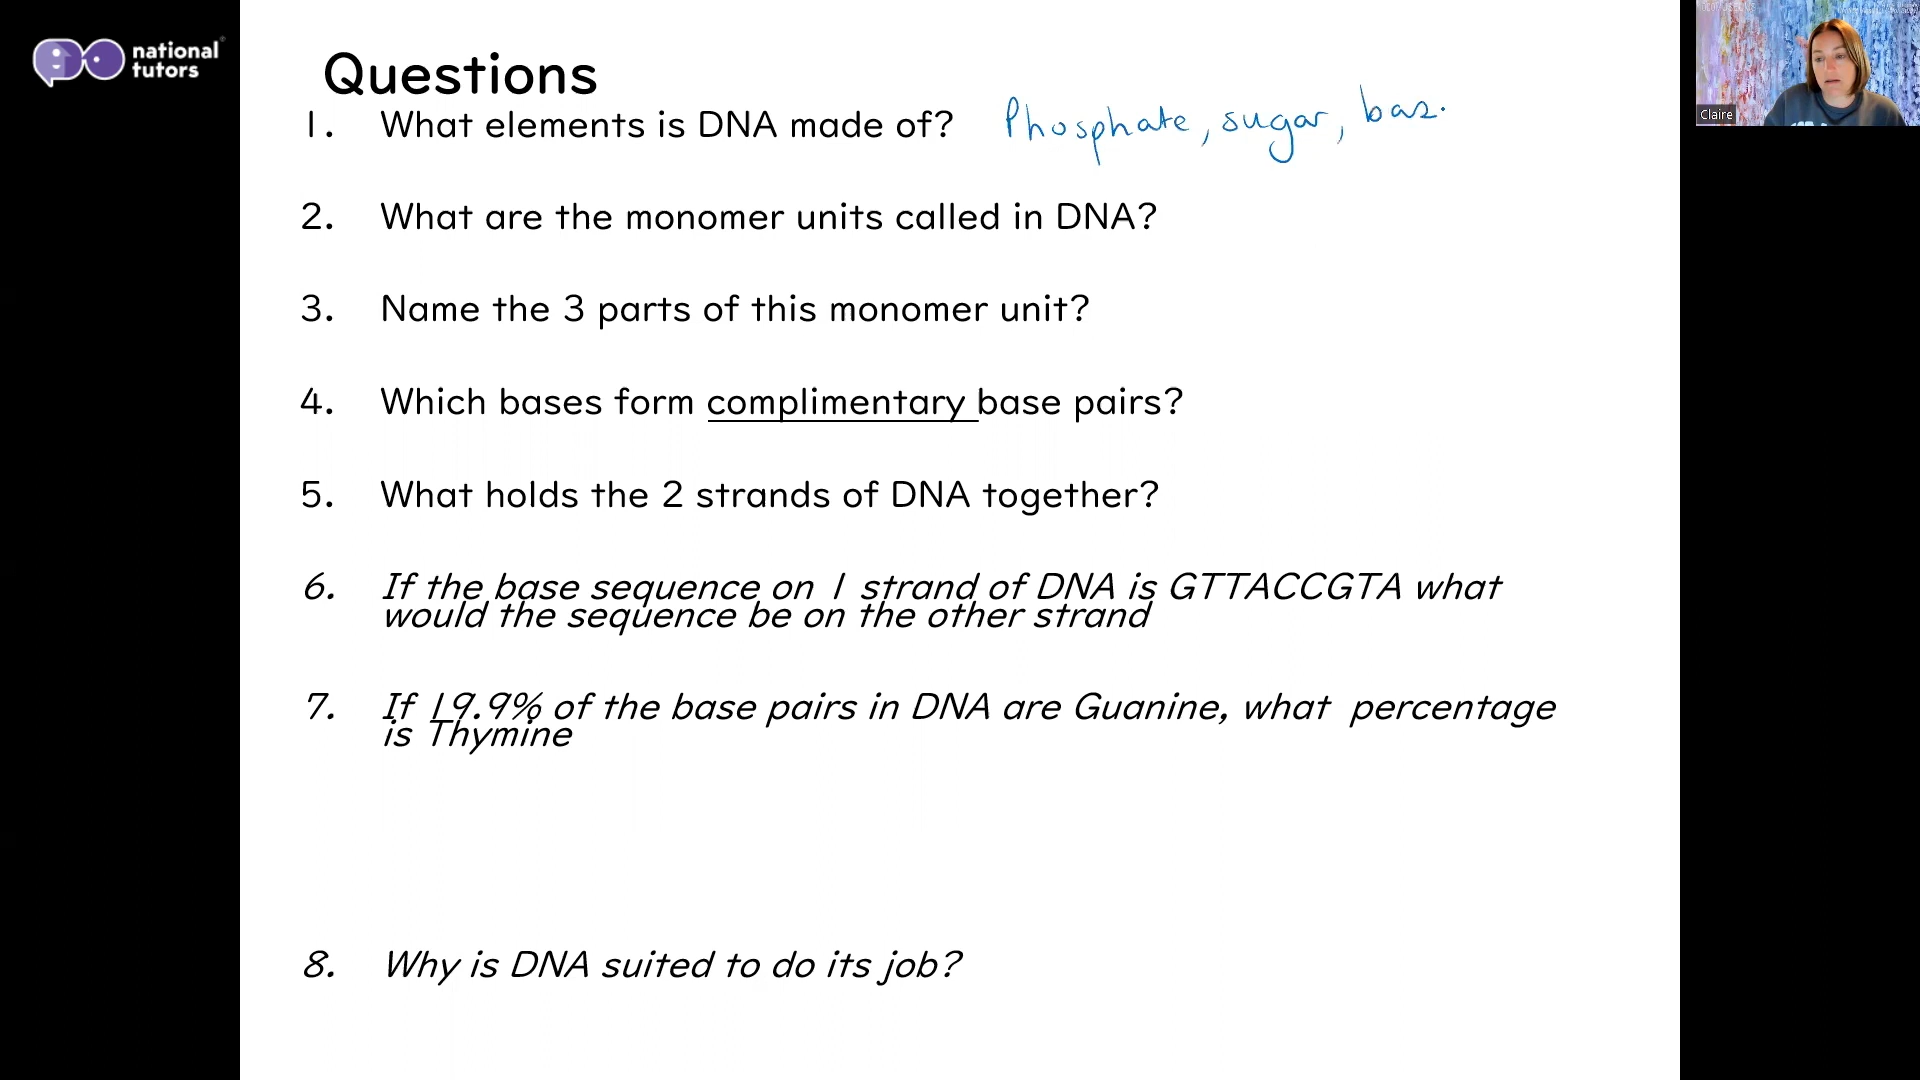 national
tutors
Questions
1. What elements is DNA made of? Phosphate, sugar, bas.
2. What are the monomer units called in DNA?
3. Name the 3 parts of this monomer unit?
4. Which bases form complimentary base pairs?
5. What holds the 2 strands of DNA together?
6. If the base sequence on 1 strand of DNA is GTTACCGTA what
would the sequence be on the other strand
7. If 19.9% of the base pairs in DNA are Guanine, what percentage
is Thymine
8. Why is DNA suited to do its job?
Claire